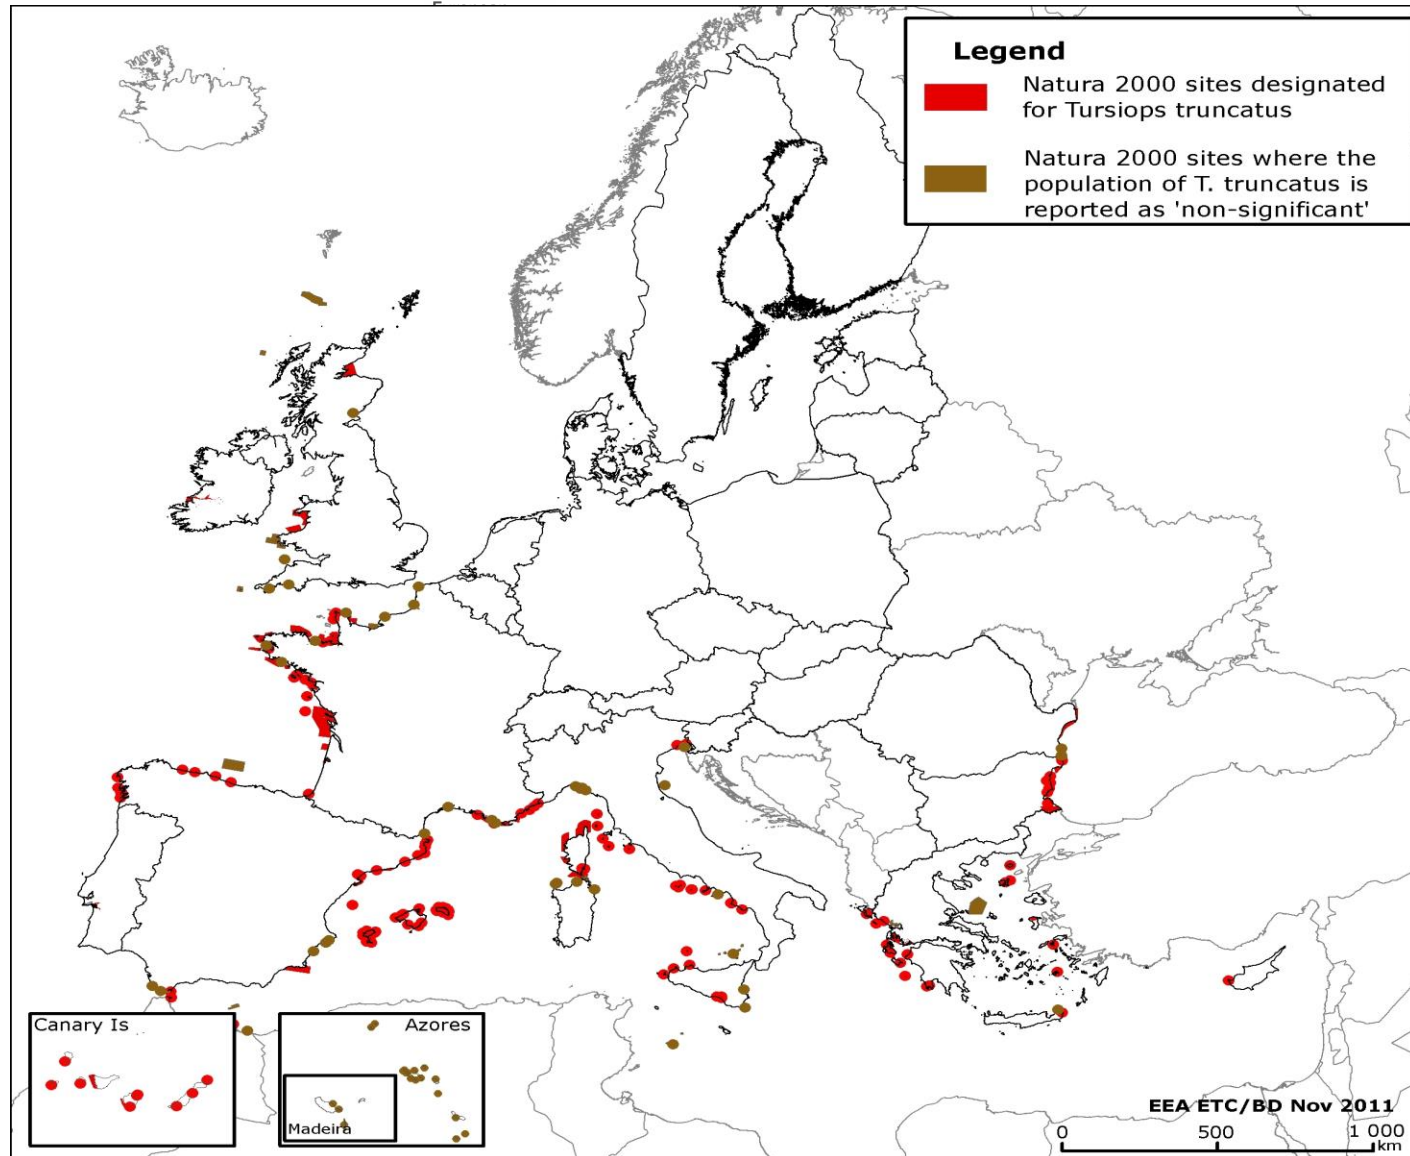 Legend
Natura 2000 sites designated
for Tursiops truncatus
Natura 2000 sites where the
population of T. truncatus is
reported as 'non-significant'
Canary Is
Azores
Madeira
EEA ETC/BD Nov 2011
0 500 1 000
km